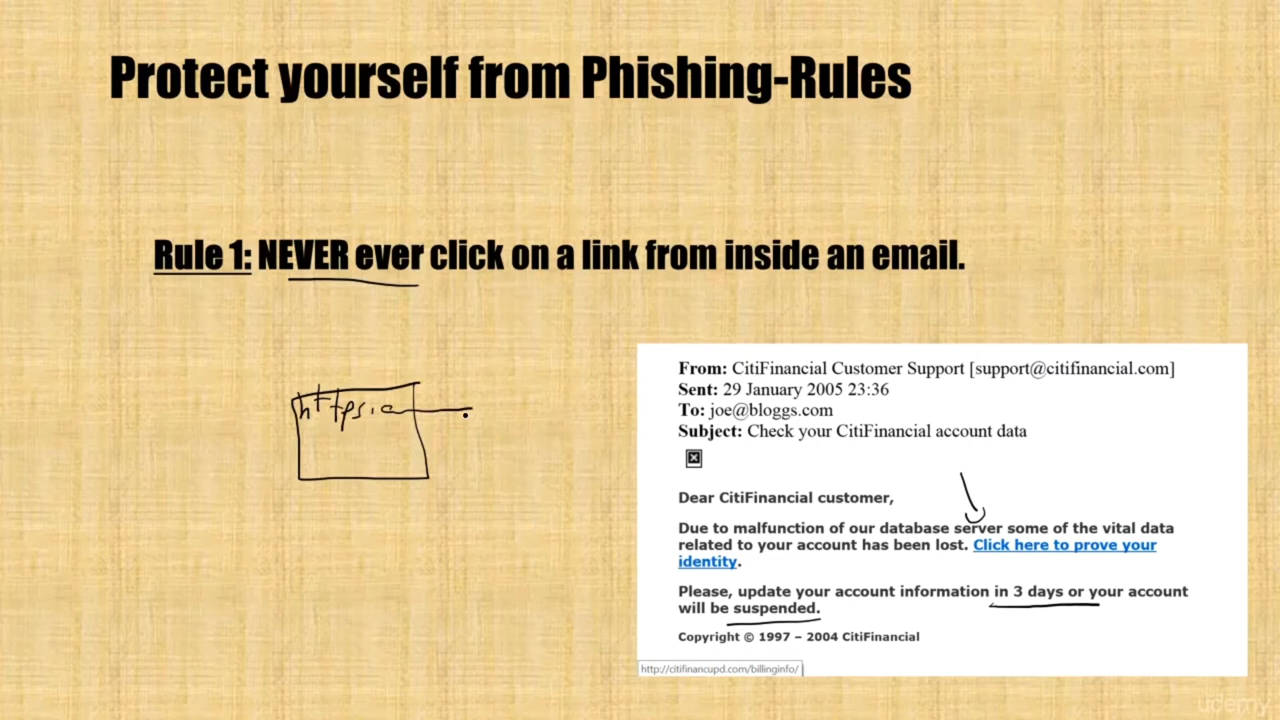 Protect yourself from Phishing-Rules
Rule 1: NEVER ever click on a link from inside an email.
https:c
From: CitiFinancial Customer Support [support@citifinancial.com]
Sent: 29 January 2005 23:36
To: joe@bloggs.com
Subject: Check your CitiFinancial account data
Dear CitiFinancial customer,
Due to malfunction of our database server some of the vital data
related to your account has been lost. Click here to prove your
identity.
Please, update your account information in 3 days or your account
will be suspended.
Copyright © 1997 – 2004 CitiFinancial
http://citifinancupd.com/billinginfo/
udemy